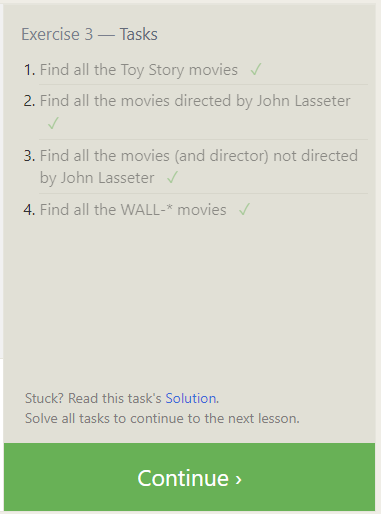 Exercise 3 — Tasks
1. Find all the Toy Story movies ✓
2. Find all the movies directed by John Lasseter
✓
3. Find all the movies (and director) not directed
by John Lasseter ✓
4. Find all the WALL-* movies ✓
Stuck? Read this task's Solution.
Solve all tasks to continue to the next lesson.
Continue ›